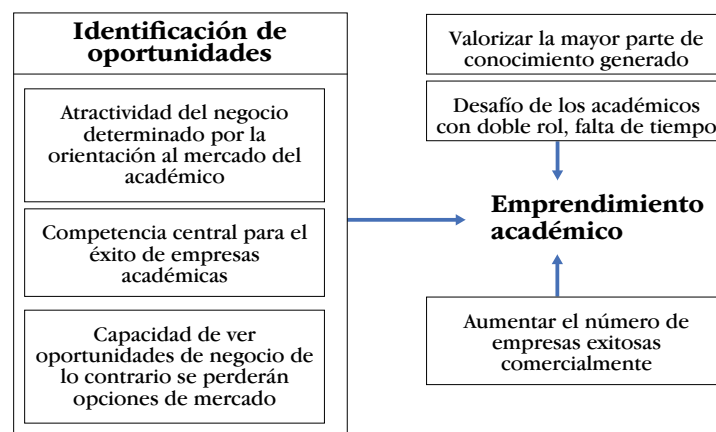 Identificación de
oportunidades
Atractividad del negocio
determinado por la
orientación al mercado del
académico
Competencia central para el
éxito de empresas
académicas
Capacidad de ver
oportunidades de negocio de
lo contrario se perderán
opciones de mercado
Valorizar la mayor parte de
conocimiento generado
Desafío de los académicos
con doble rol, falta de tiempo
Emprendimiento
académico
Aumentar el número de
empresas exitosas
comercialmente